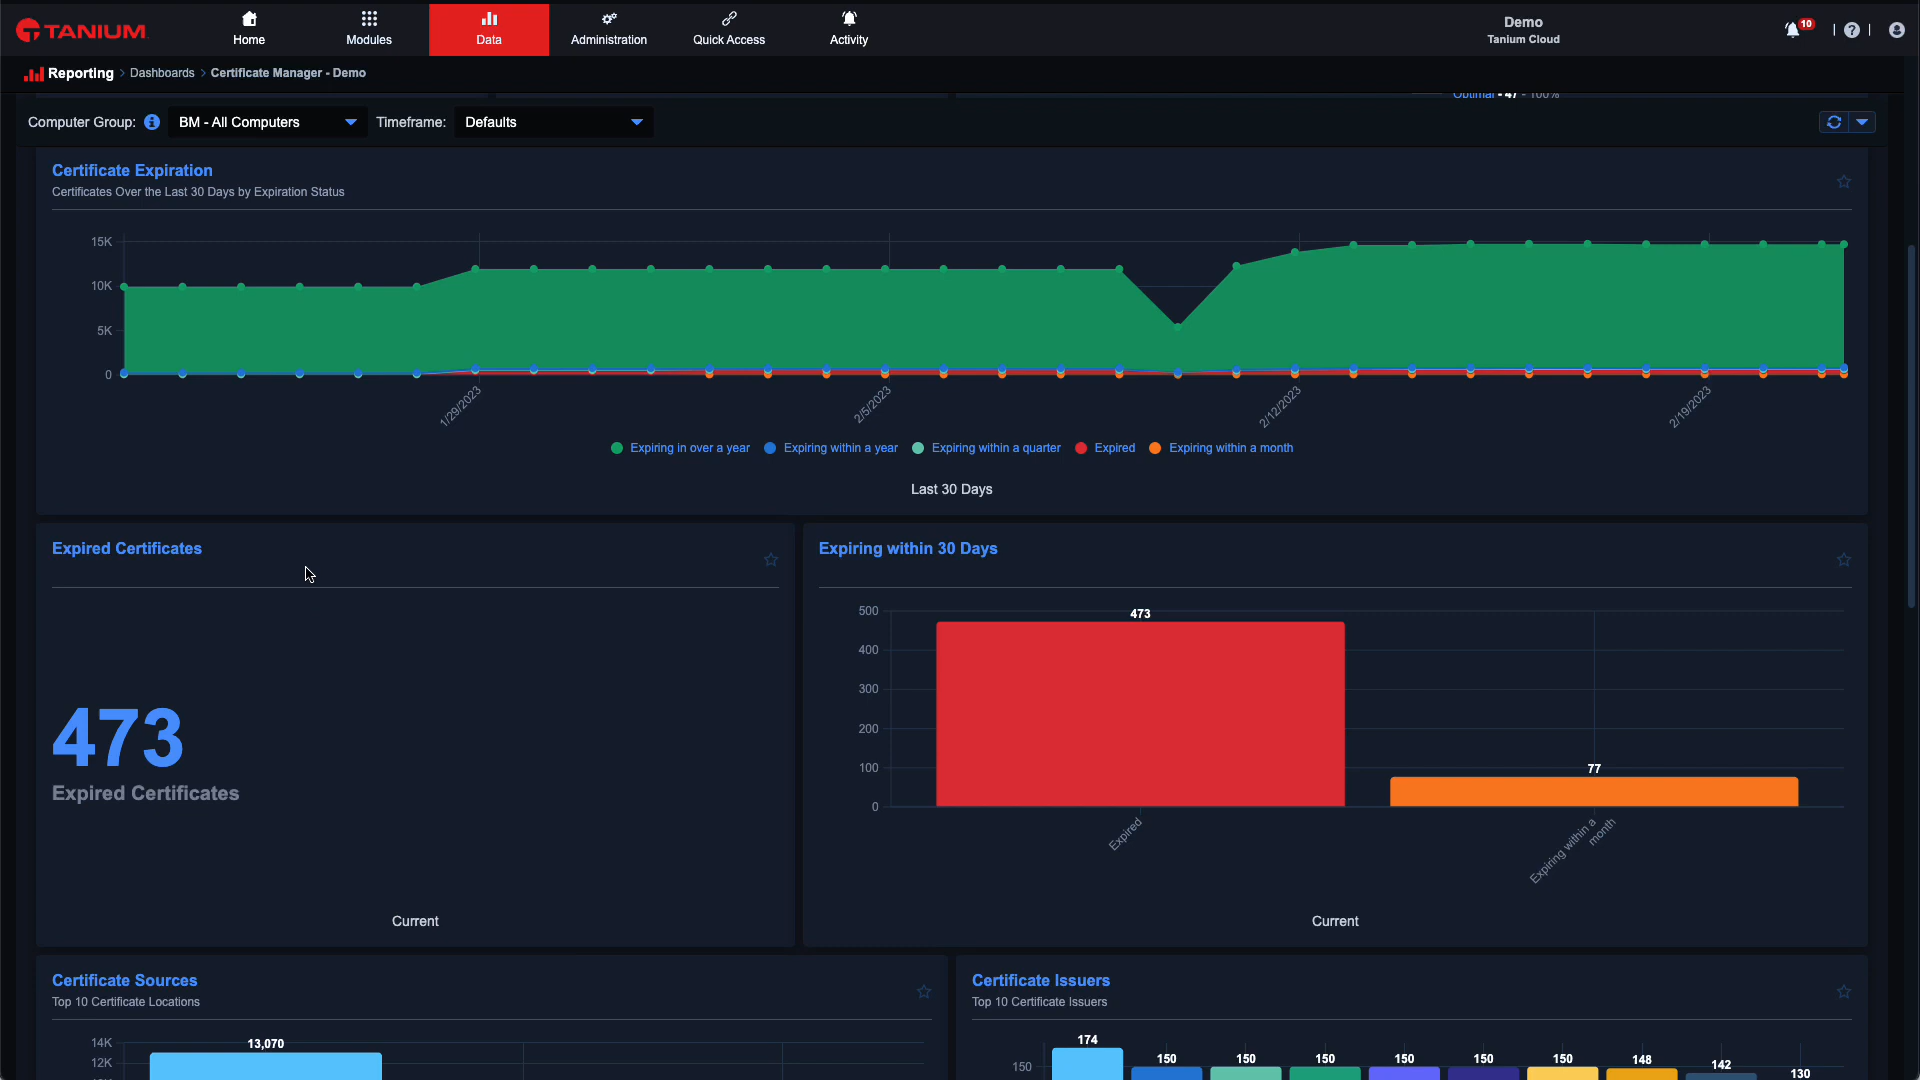 TANIUM
Home
Modules
Data
Administration
Quick Access
Activity
Demo
Tanium Cloud
10
?
Reporting > Dashboards > Certificate Manager - Demo
Optimal - 47 - 100%
Computer Group:
BM - All Computers
Timeframe:
Defaults
Certificate Expiration
Certificates Over the Last 30 Days by Expiration Status
15K
10K
5K
0
1/29/2023
2/5/2023
2/12/2023
2/19/2023
Expiring in over a year
Expiring within a year
Expiring within a quarter
Expired
Expiring within a month
Last 30 Days
Expired Certificates
473
Expired Certificates
Current
Expiring within 30 Days
500
400
300
200
100
0
473
77
Expired
Expiring within a
month
Current
Certificate Sources
Top 10 Certificate Locations
14K
12K
13,070
Certificate Issuers
Top 10 Certificate Issuers
150
174
150
150
150
150
150
150
148
142
130